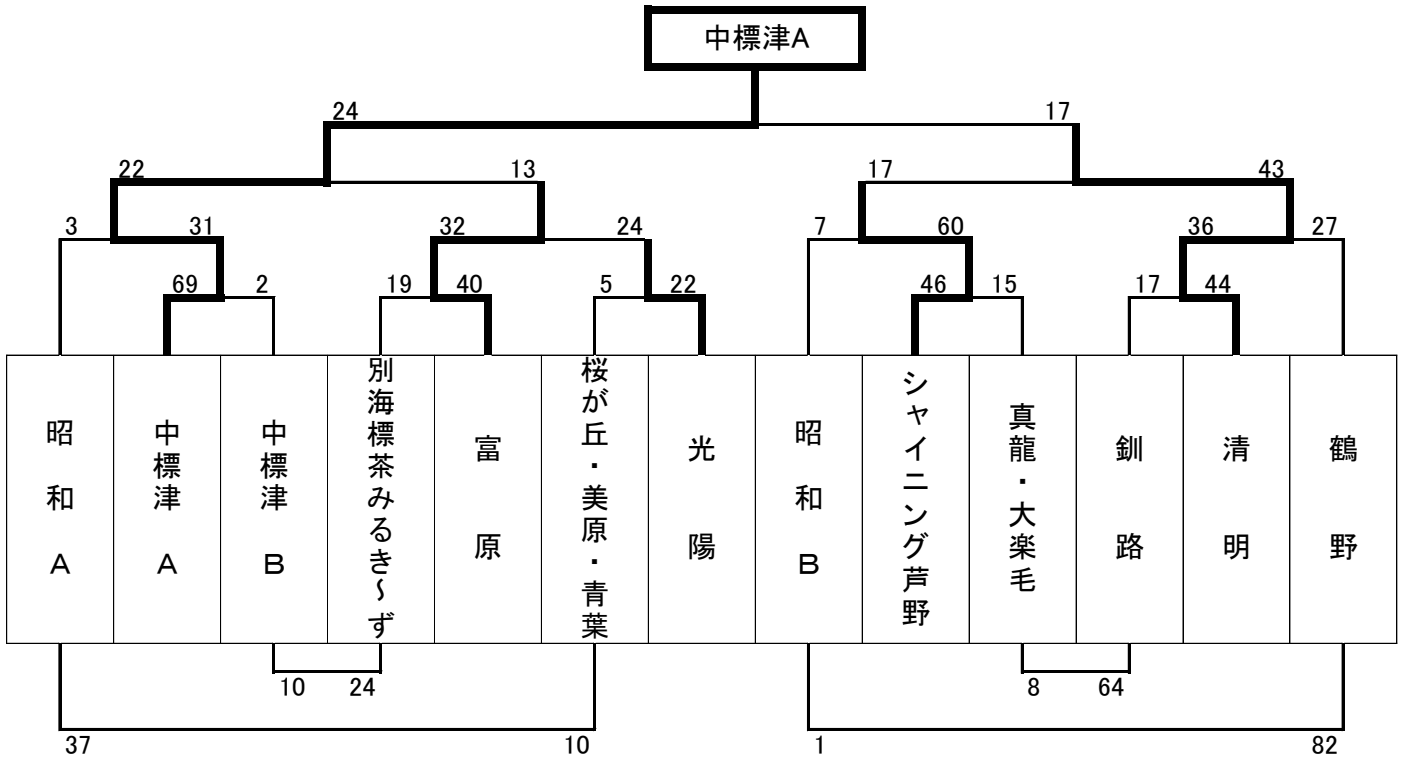 中標津A
24 17
22 13 17 43
3 31 32 24 7 60 36 27
69 2 19 40 5 22 46 15 17 44
昭和A
中標津A
中標津B
別海標茶みるき～ず
富原
桜が丘・美原・青葉
光陽
昭和B
シャイニング芦野
真龍・大楽毛
釧路
清明
鶴野
10 24 8 64
37 10 1 82